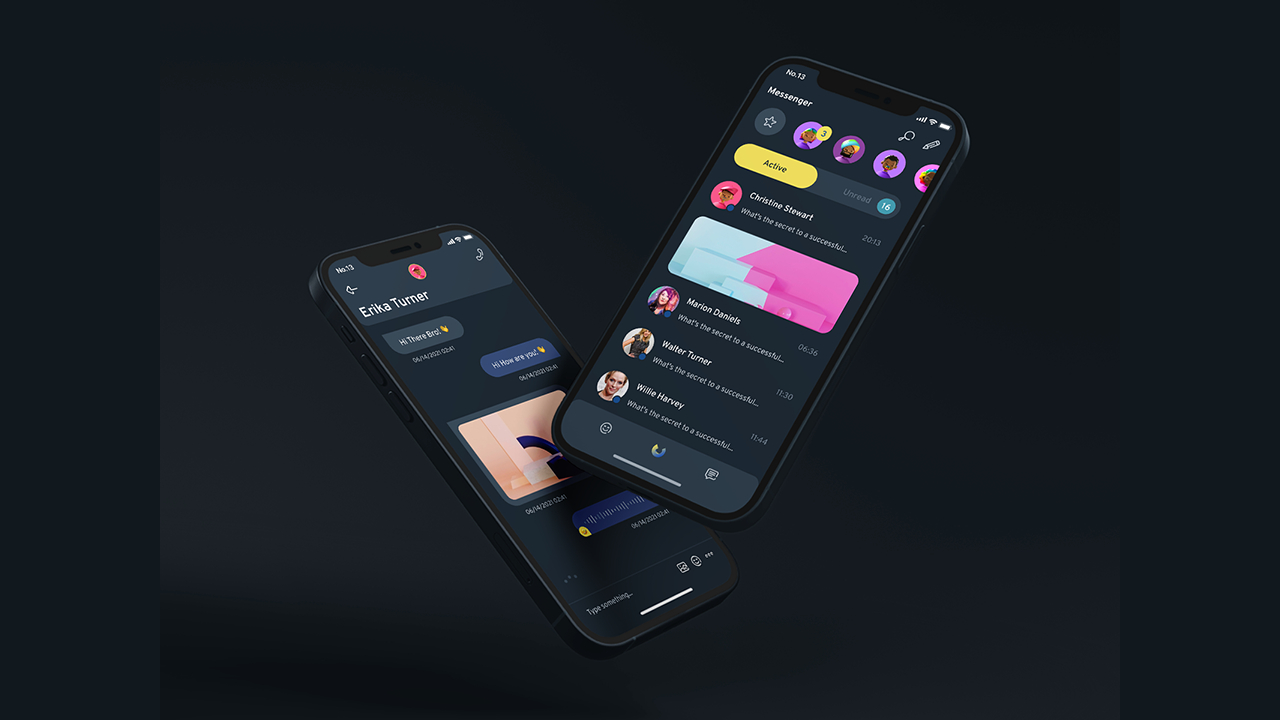 No.13
Erika Turner
Hi There Bro!👋
06/14/2021 02:41
Hi How are you!👋
06/14/2021 02:41
06/14/2021 02:41
06/14/2021 02:41
Type something...
No.13
Messenger
3
Active
Unread 16
Christine Stewart
What's the secret to a successful...
20:13
Marion Daniels
What's the secret to a successful...
06:36
Walter Turner
What's the secret to a successful...
11:30
Willie Harvey
What's the secret to a successful...
11:44